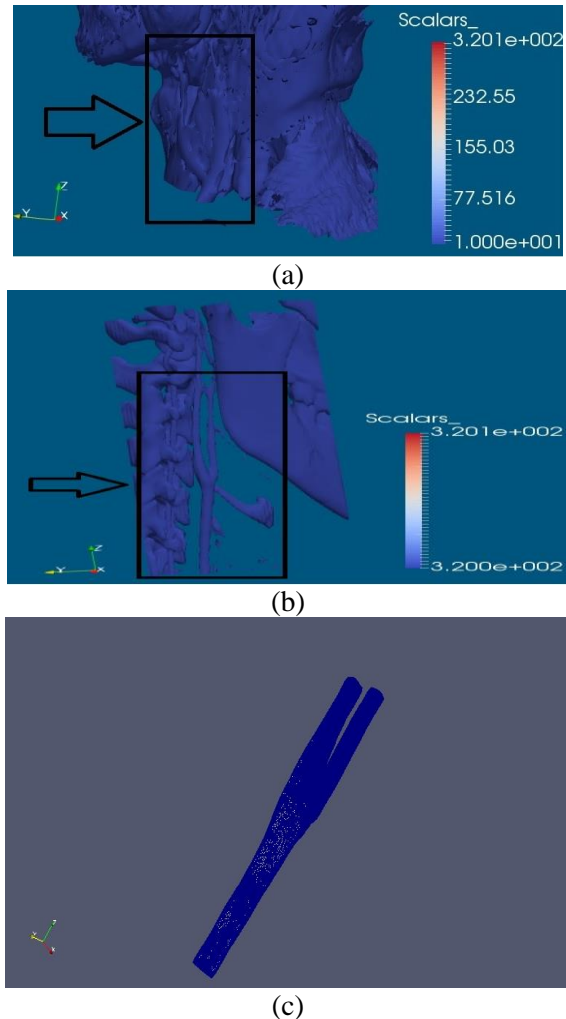 Scalars_
3.201e+002
232.55
155.03
77.516
1.000e+001
Z
Y
X
(a)
Scalars_
3.201e+002
3.200e+002
Z
Y
X
(b)
(c)